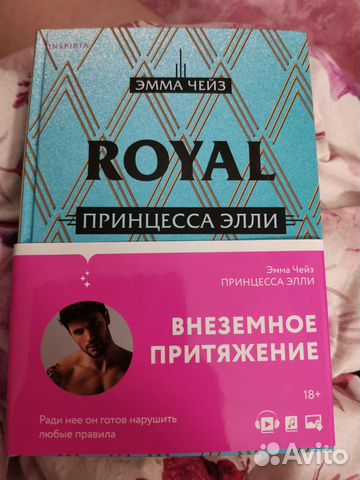 INSPIRIA
ЭММА ЧЕЙЗ
ROYAL
ПРИНЦЕССА ЭЛЛИ
Эмма Чейз
ПРИНЦЕССА ЭЛЛИ
ВНЕЗЕМНОЕ
ПРИТЯЖЕНИЕ
18+
Ради нее он готов нарушить
любые правила
Avito